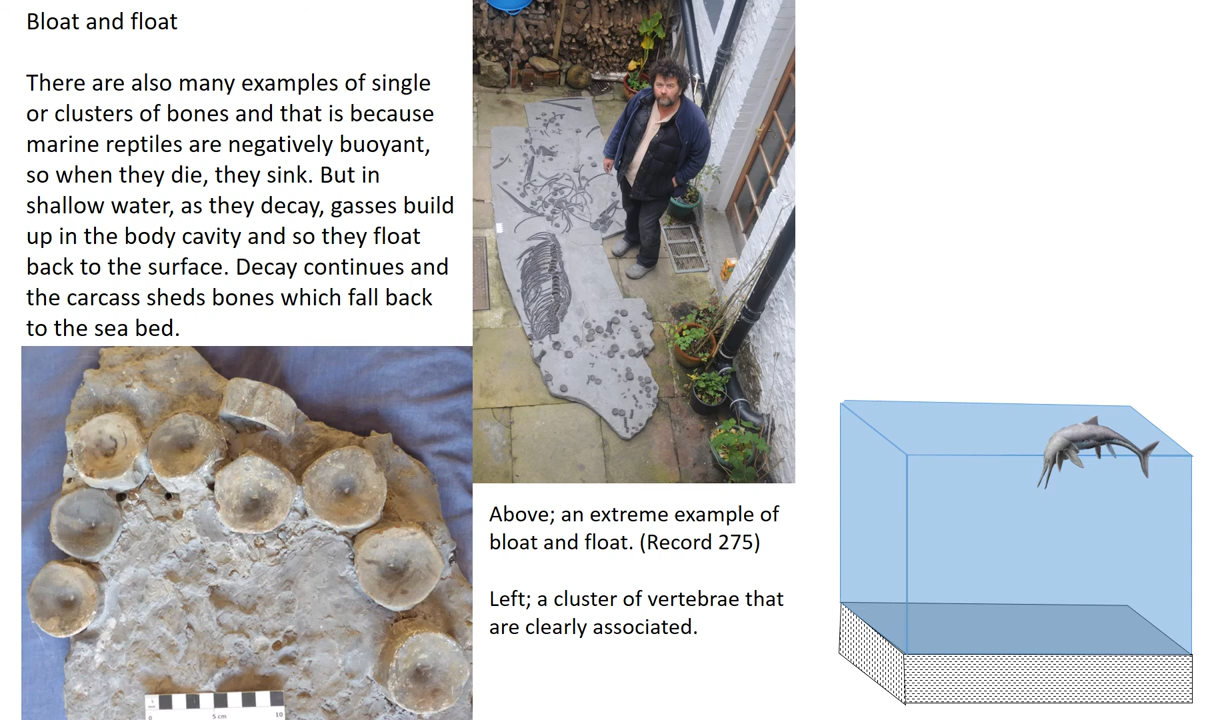 Bloat and float
There are also many examples of single
or clusters of bones and that is because
marine reptiles are negatively buoyant,
so when they die, they sink. But in
shallow water, as they decay, gasses build
up in the body cavity and so they float
back to the surface. Decay continues and
the carcass sheds bones which fall back
to the sea bed.
Above; an extreme example of
bloat and float. (Record 275)
Left; a cluster of vertebrae that
are clearly associated.
0 5 cm 10